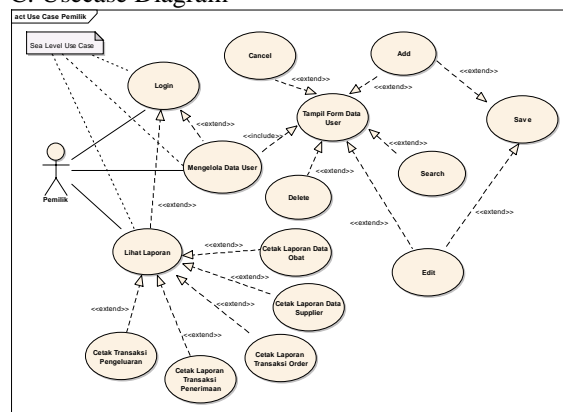 C. Usecase Diagram
act Use Case Pemilik
Sea Level Use Case
Cancel
Add
Login
<<extend>>
<<extend>>
<<extend>>
Tampil Form Data
User
Save
<<extend>>
<<include>>
<<extend>>
Pemilik
Mengelola Data User
<<extend>>
Search
Delete
<<extend>>
<<extend>>
<<extend>>
Lihat Laporan
<<extend>>
Cetak Laporan Data
Obat
Edit
<<extend>>
Cetak Laporan Data
Supplier
<<extend>>
<<extend>>
<<extend>>
Cetak Transaksi
Pengeluaran
Cetak Laporan
Transaksi
Penerimaan
Cetak Laporan
Transaksi Order